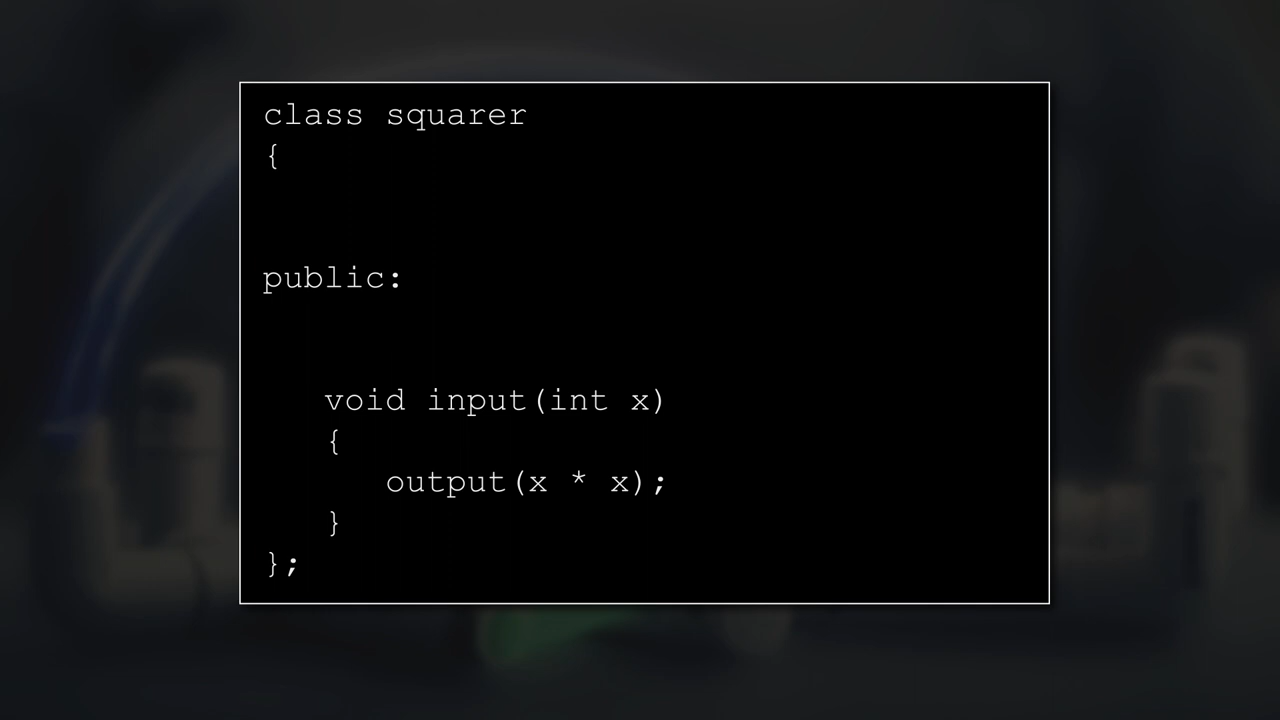 class squarer
{
public:
void input(int x)
{
output(x * x);
}
};